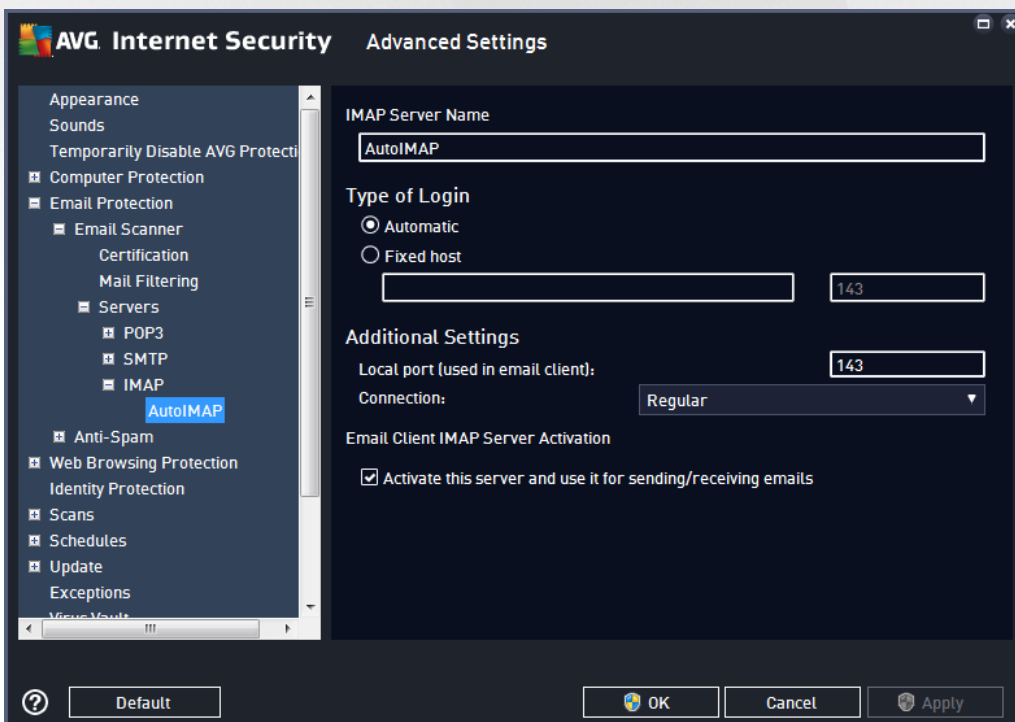 AVG. Internet Security Advanced Settings
Appearance
Sounds
Temporarily Disable AVG Protecti
Computer Protection
Email Protection
Email Scanner
Certification
Mail Filtering
Servers
POP3
SMTP
IMAP
AutoIMAP
Anti-Spam
Web Browsing Protection
Identity Protection
Scans
Schedules
Update
Exceptions
Virus Vault
IMAP Server Name
AutoIMAP
Type of Login
Automatic
Fixed host
143
Additional Settings
Local port (used in email client):
143
Connection:
Regular
Email Client IMAP Server Activation
Activate this server and use it for sending/receiving emails
?
Default
OK
Cancel
Apply